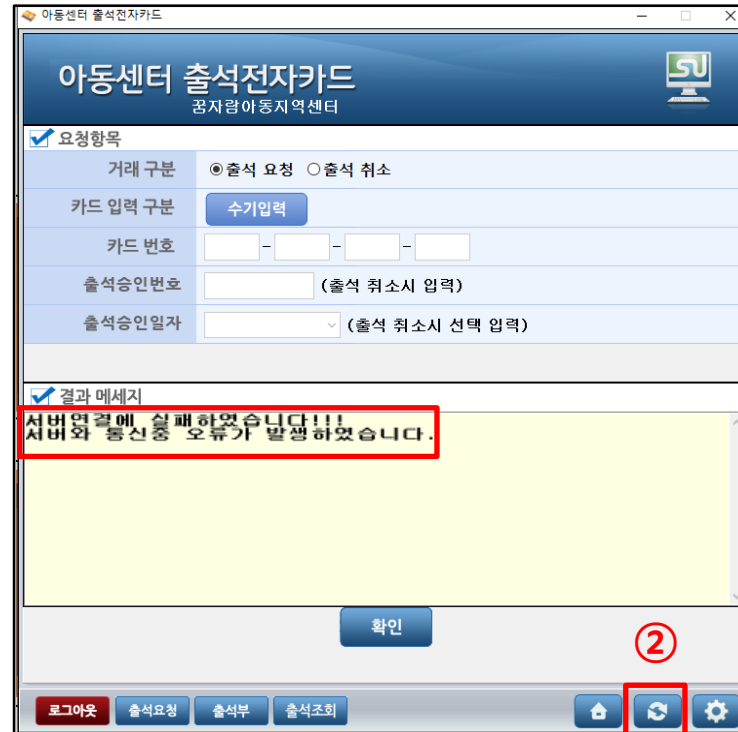 아동센터 출석전자카드
아동센터 출석전자카드
꿈자람아동지역센터
SU
요청항목
거래 구분 출석 요청 출석 취소
카드 입력 구분 수기입력
카드 번호 - - -
출석승인번호 (출석 취소시 입력)
출석승인일자 (출석 취소시 선택 입력)
결과 메세지
서버연결에 실패하였습니다!!!
서버와 통신중 오류가 발생하였습니다.
확인
②
로그아웃 출석요청 출석부 출석조회